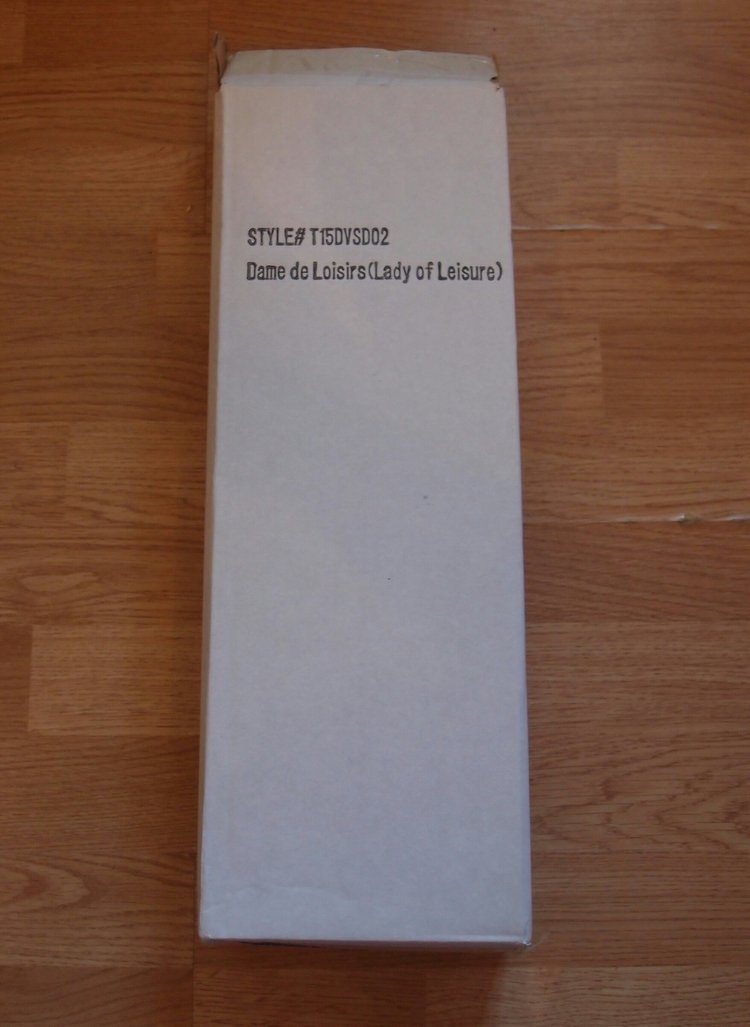 STYLE# T15DVSD02
Dame de Loisirs(Lady of Leisure)